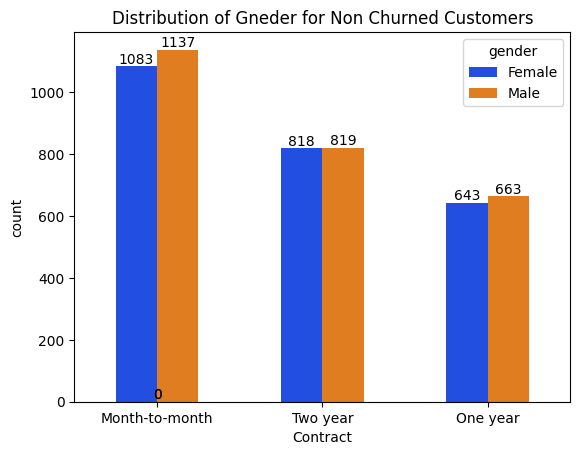 Distribution of Gneder for Non Churned Customers
gender
Female
Male
1083
1137
818
819
643
663
0
count
1000
800
600
400
200
0
Month-to-month
Two year
One year
Contract